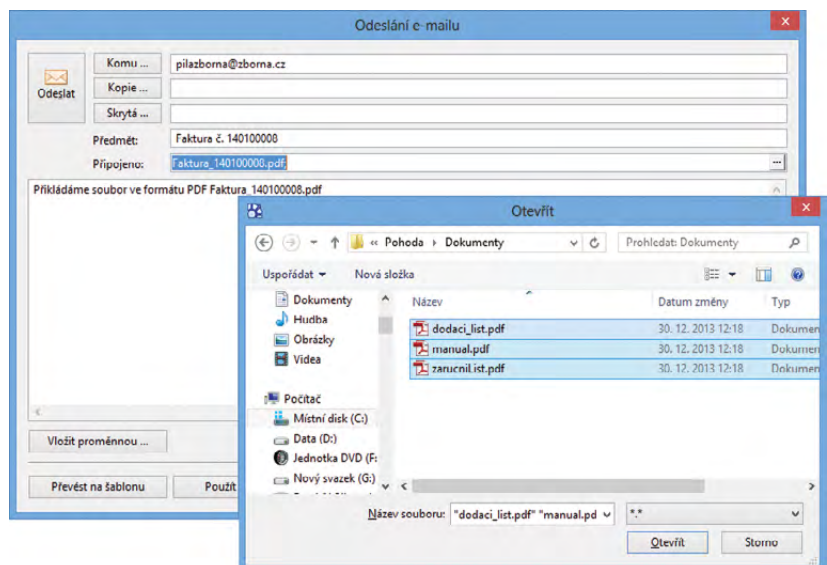 Odeslání e-mailu
Odeslat
Komu ...
pilazborna@zborna.cz
Kopie ...
Skrytá ...
Předmět:
Faktura č. 140100008
Připojeno:
Faktura_140100008.pdf;
...
Přikládáme soubor ve formátu PDF Faktura_140100008.pdf
Vložit proměnnou ...
Převést na šablonu
Použít
Otevřít
« Pohoda Dokumenty
Prohledat: Dokumenty
Uspořádat
Nová složka
Dokumenty
Hudba
Obrázky
Videa
Počítač
Místní disk (C:)
Data (D:)
Jednotka DVD (F:
Nový svazek (G:)
Název Datum změny Typ
dodaci_list.pdf 30. 12. 2013 12:18 Dokumen
manual.pdf 30. 12. 2013 12:18 Dokumen
zarucniList.pdf 30. 12. 2013 12:18 Dokumen
Název souboru: "dodaci_list.pdf" "manual.pd
*.*
Otevřít
Storno